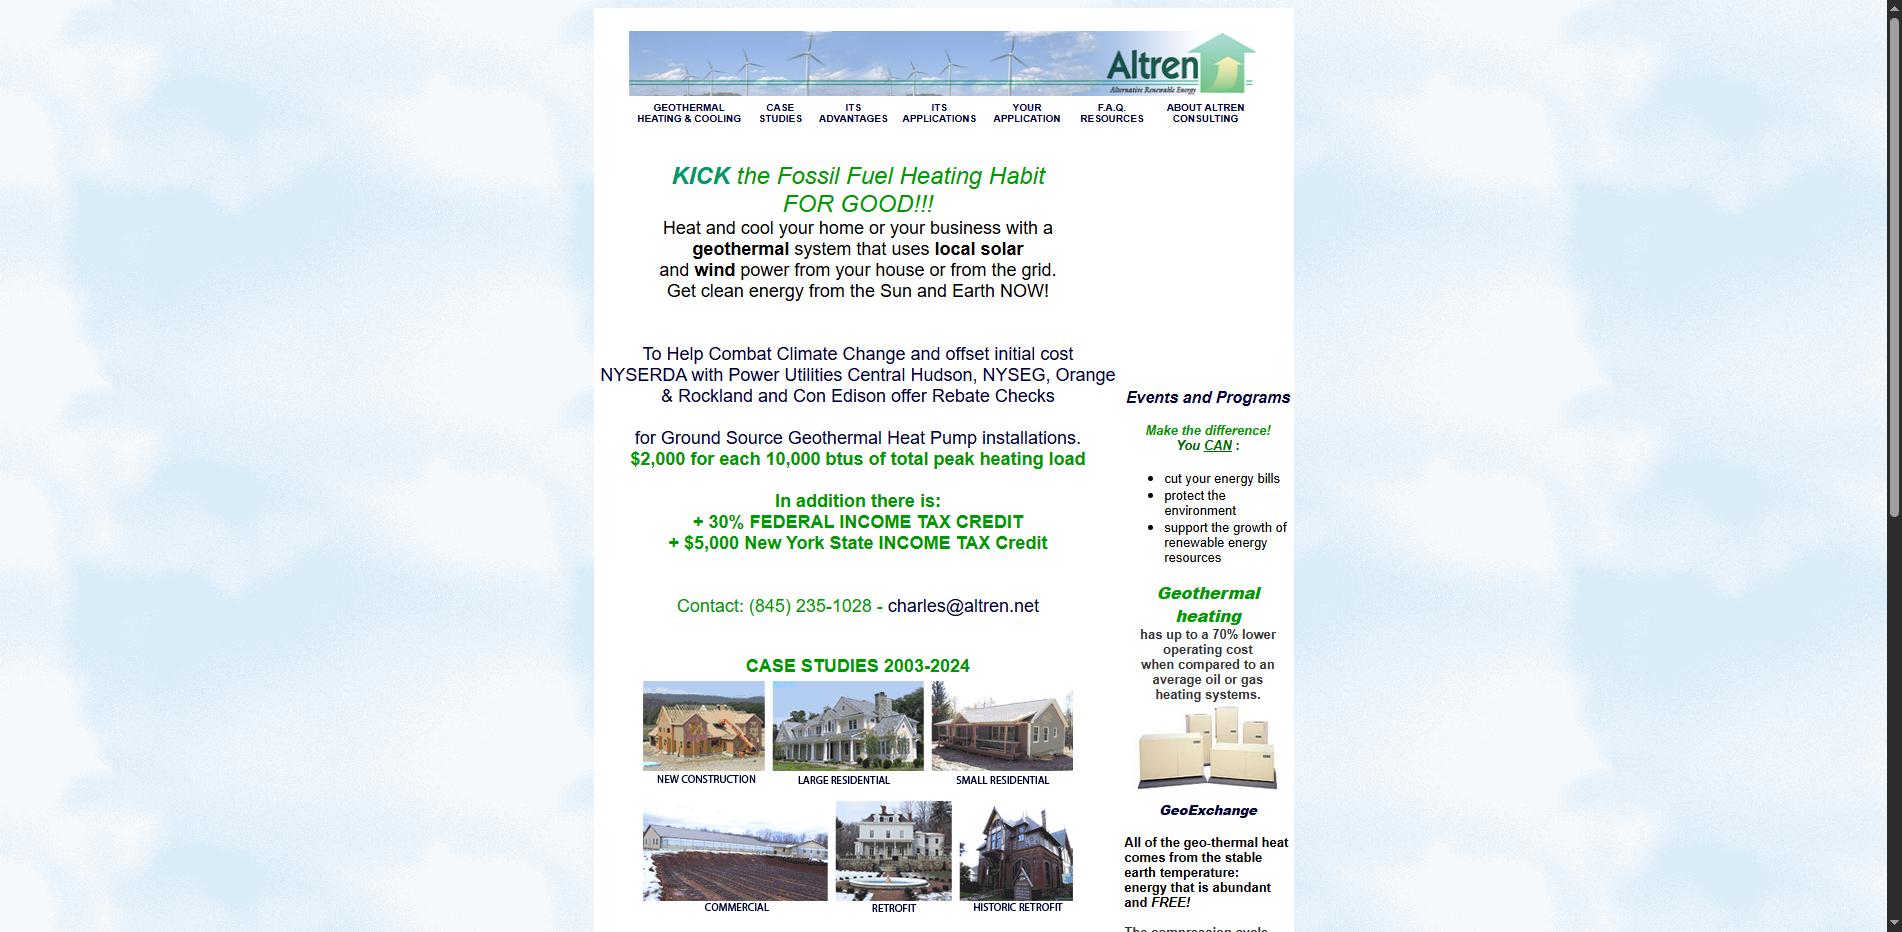 Altren
Alternative Renewable Energy
GEOTHERMAL
HEATING & COOLING
CASE
STUDIES
ITS
ADVANTAGES
ITS
APPLICATIONS
YOUR
APPLICATION
F.A.Q.
RESOURCES
ABOUT ALTREN
CONSULTING
KICK the Fossil Fuel Heating Habit
FOR GOOD!!!
Heat and cool your home or your business with a
geothermal system that uses local solar
and wind power from your house or from the grid.
Get clean energy from the Sun and Earth NOW!
To Help Combat Climate Change and offset initial cost
NYSERDA with Power Utilities Central Hudson, NYSEG, Orange
& Rockland and Con Edison offer Rebate Checks
for Ground Source Geothermal Heat Pump installations.
$2,000 for each 10,000 btus of total peak heating load
In addition there is:
+ 30% FEDERAL INCOME TAX CREDIT
+ $5,000 New York State INCOME TAX Credit
Contact: (845) 235-1028 - charles@altren.net
CASE STUDIES 2003-2024
NEW CONSTRUCTION
LARGE RESIDENTIAL
SMALL RESIDENTIAL
COMMERCIAL
RETROFIT
HISTORIC RETROFIT
Events and Programs
Make the difference!
You CAN :
cut your energy bills
protect the
environment
support the growth of
renewable energy
resources
Geothermal
heating
has up to a 70% lower
operating cost
when compared to an
average oil or gas
heating systems.
GeoExchange
All of the geo-thermal heat
comes from the stable
earth temperature:
energy that is abundant
and FREE!
The compression cycle